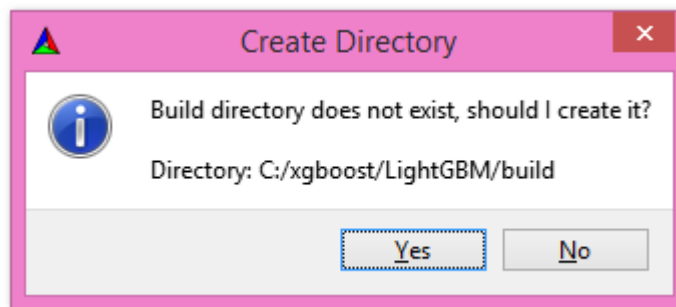 Create Directory
Build directory does not exist, should I create it?
Directory: C:/xgboost/LightGBM/build
Yes
No